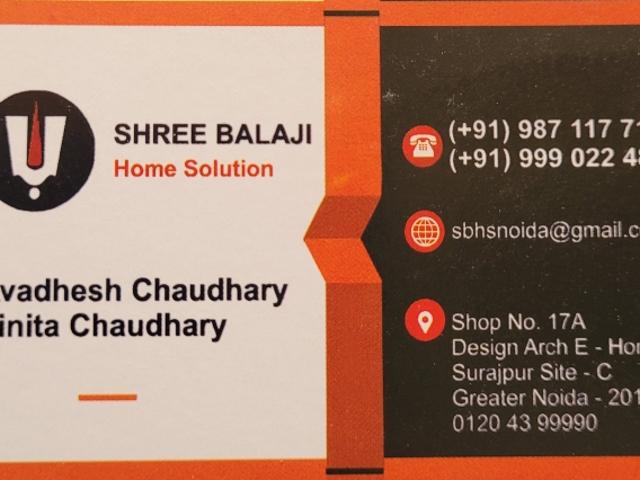 SHREE BALAJI
Home Solution
vadhesh Chaudhary
inita Chaudhary
(+91) 987 117 71
(+91) 999 022 48
sbhsnoida@gmail.c
Shop No. 17A
Design Arch E - Hor
Surajpur Site - C
Greater Noida - 201
0120 43 99990